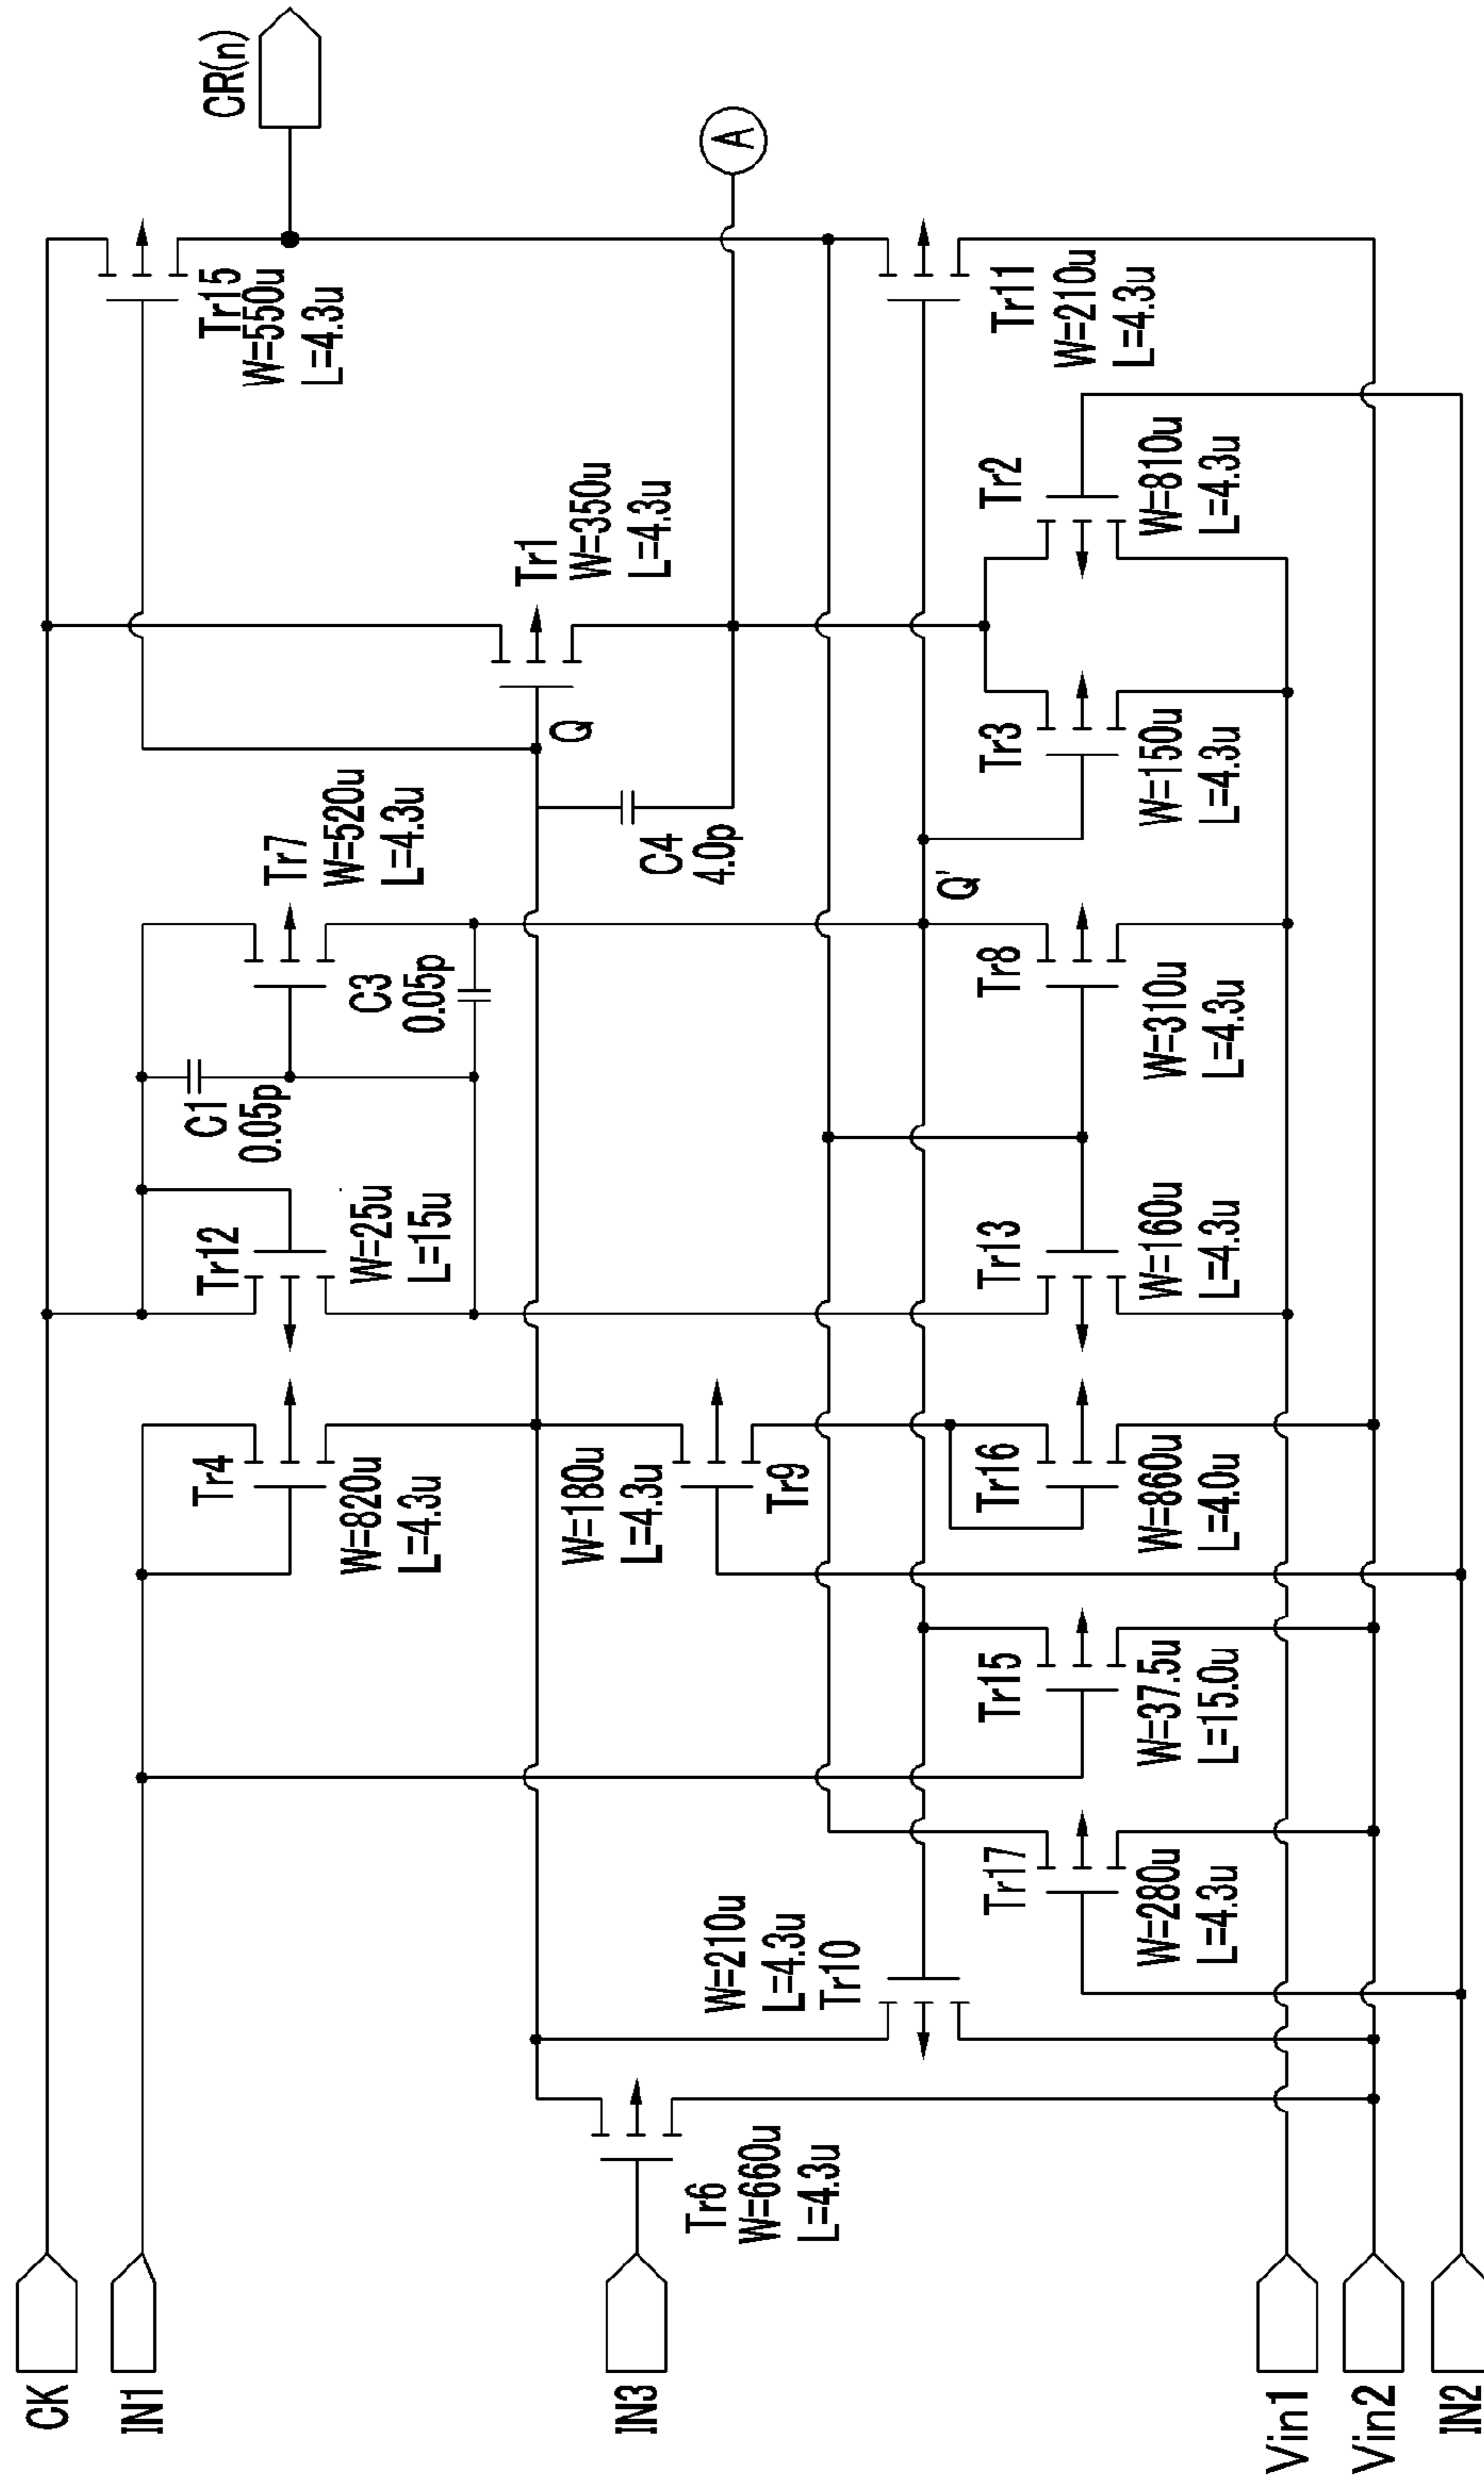 CK
IN1
IN3
Vin1
Vin2
IN2
Tr6
W=660u
L=4.3u
W=210u
L=4.3u
Tr10
Tr17
W=280u
L=4.3u
Tr15
W=37.5u
L=15.0u
Tr4
W=820u
L=4.3u
W=180u
L=4.3u
Tr9
Tr16
W=860u
L=4.0u
Tr12
W=25u
L=15u
Tr13
W=160u
L=4.3u
C1
0.05p
C3
0.05p
Tr7
W=520u
L=4.3u
Tr8
W=310u
L=4.3u
Q'
C4
4.0p
Q
Tr3
W=150u
L=4.3u
Tr1
W=350u
L=4.3u
Tr2
W=810u
L=4.3u
Tr15
W=550u
L=4.3u
Tr11
W=210u
L=4.3u
A
CR(n)